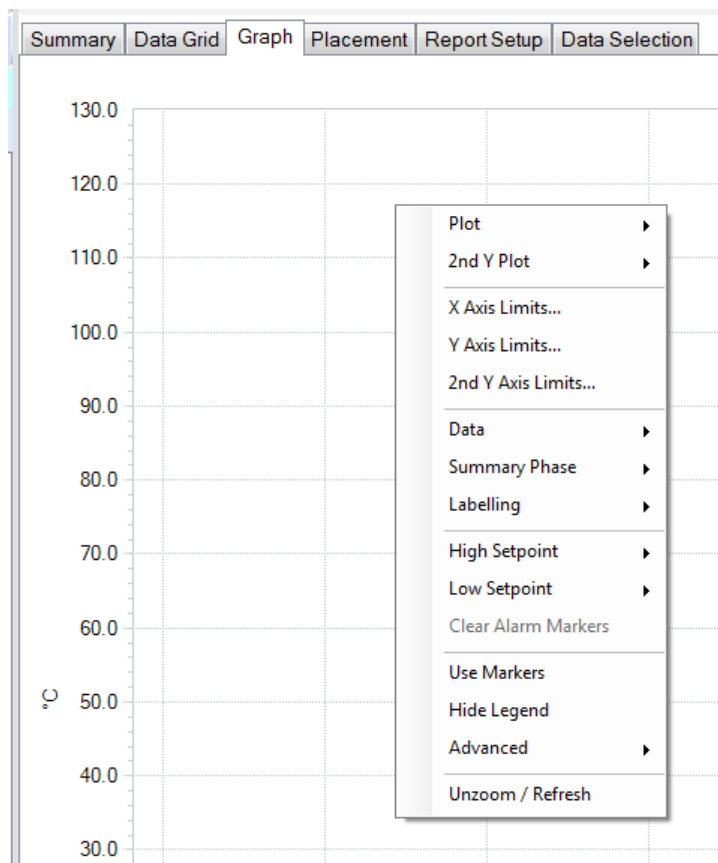 Summary Data Grid Graph Placement Report Setup Data Selection
130.0
120.0
110.0
100.0
90.0
80.0
70.0
60.0
50.0
40.0
30.0
°C
Plot
2nd Y Plot
X Axis Limits...
Y Axis Limits...
2nd Y Axis Limits...
Data
Summary Phase
Labelling
High Setpoint
Low Setpoint
Clear Alarm Markers
Use Markers
Hide Legend
Advanced
Unzoom / Refresh